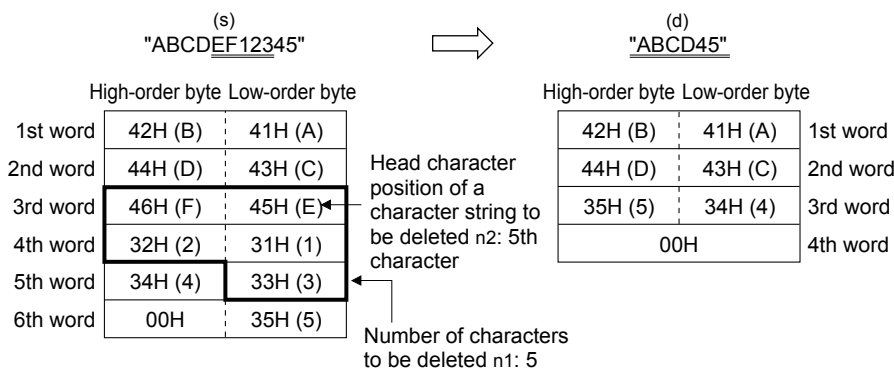 (s)
"ABCDEF12345"
(d)
"ABCD45"
High-order byte Low-order byte
1st word 42H (B) 41H (A)
2nd word 44H (D) 43H (C)
3rd word 46H (F) 45H (E)
4th word 32H (2) 31H (1)
5th word 34H (4) 33H (3)
6th word 00H 35H (5)
Head character
position of a
character string to
be deleted n2: 5th
character
Number of characters
to be deleted n1: 5
High-order byte Low-order byte
42H (B) 41H (A) 1st word
44H (D) 43H (C) 2nd word
35H (5) 34H (4) 3rd word
00H 4th word